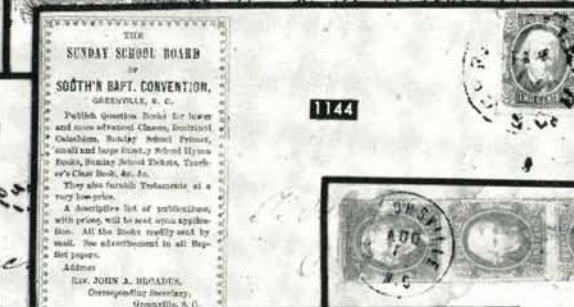 THE
SUNDAY SCHOOL BOARD
OF
SOUTH'N BAPT. CONVENTION,
GREENVILLE, S. C.
Publish Question Books for lower
and more advanced Classes, Doctrinal
Catechism, Sunday School Primer,
small and large Sunday School Hymn
Books, Sunday School Tickets, Teach-
er's Class Book, &c. &c.
They also furnish Testaments at a
very low price.
A descriptive list of publications,
with prices, will be sent upon applica-
tion. All the Books readily sent by
mail. See advertisement in all Bap-
tist papers.
Address
Rev. JOHN A. BROADUS,
Corresponding Secretary,
Greenville, S. C.
1144
TWO CENTS
S.C
NSVILLE
AUG
N.C